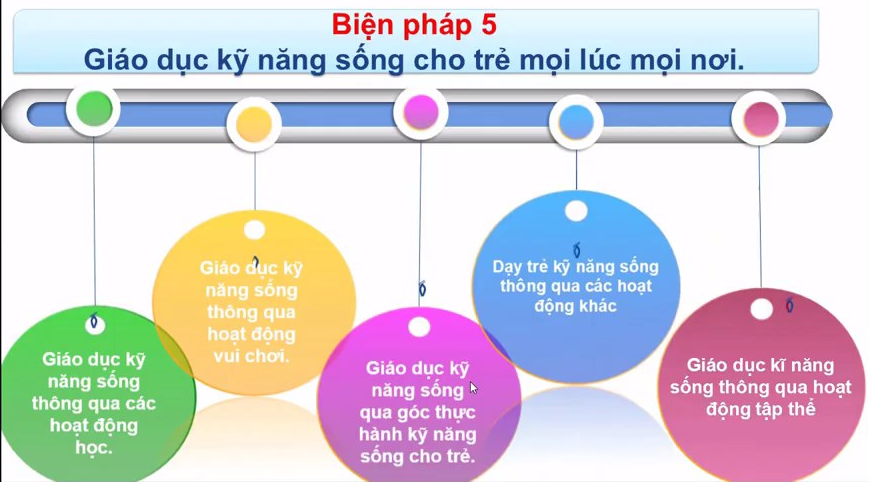 Biện pháp 5
Giáo dục kỹ năng sống cho trẻ mọi lúc mọi nơi.
Giáo dục kỹ
năng sống
thông qua các
hoạt động
học.
Giáo dục kỹ
năng sống
thông qua
hoạt động
vui chơi.
Giáo dục kỹ
năng sống
qua góc thực
hành kỹ năng
sống cho trẻ.
Dạy trẻ kỹ năng sống
thông qua các hoạt
động khác
Giáo dục kĩ năng
sống thông qua hoạt
động tập thể